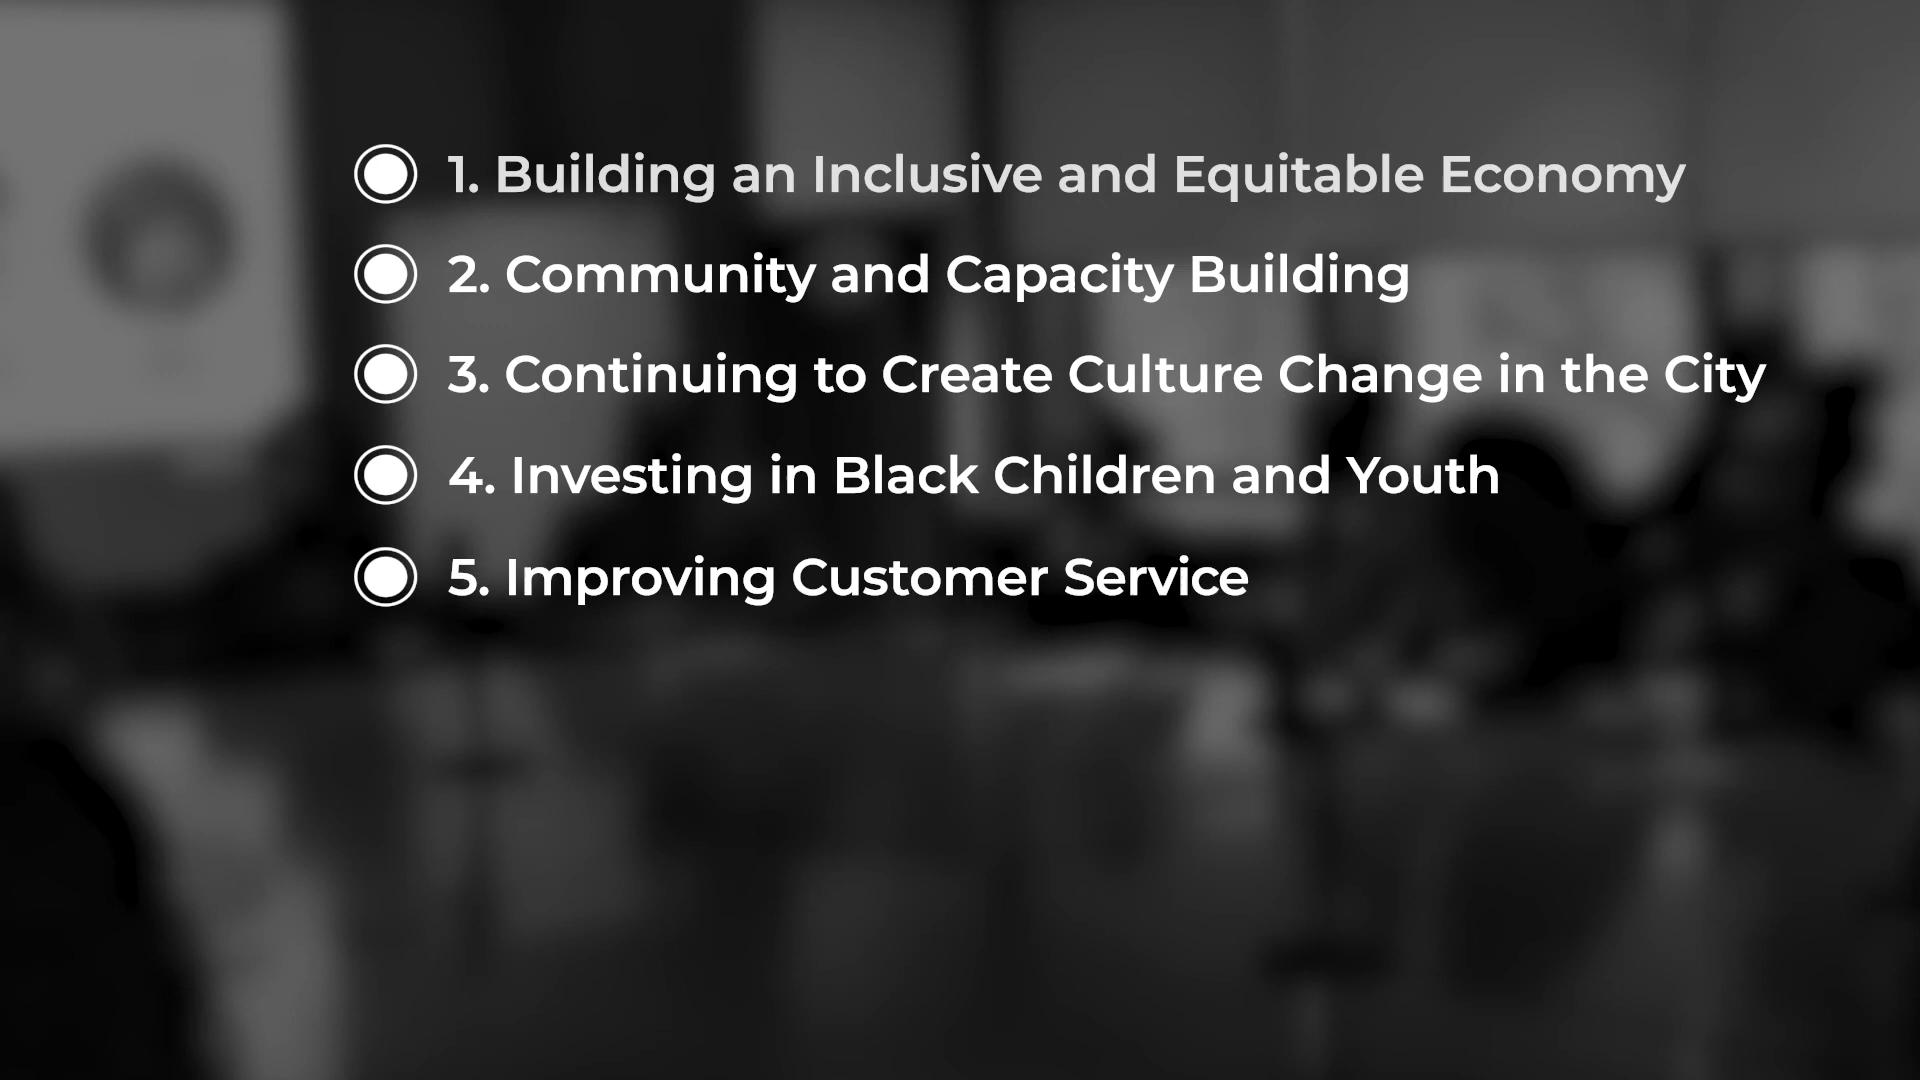 1. Building an Inclusive and Equitable Economy
2. Community and Capacity Building
3. Continuing to Create Culture Change in the City
4. Investing in Black Children and Youth
5. Improving Customer Service